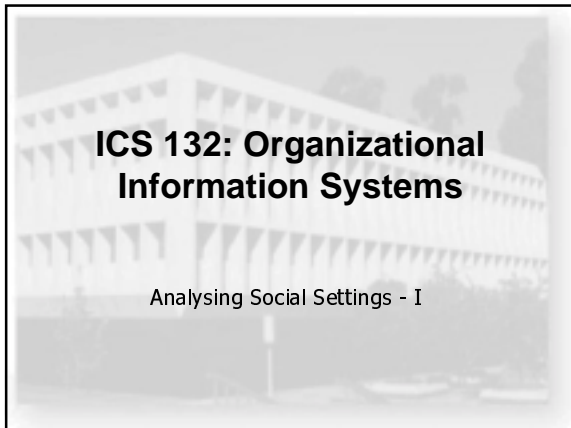 ICS 132: Organizational
Information Systems
Analysing Social Settings - I